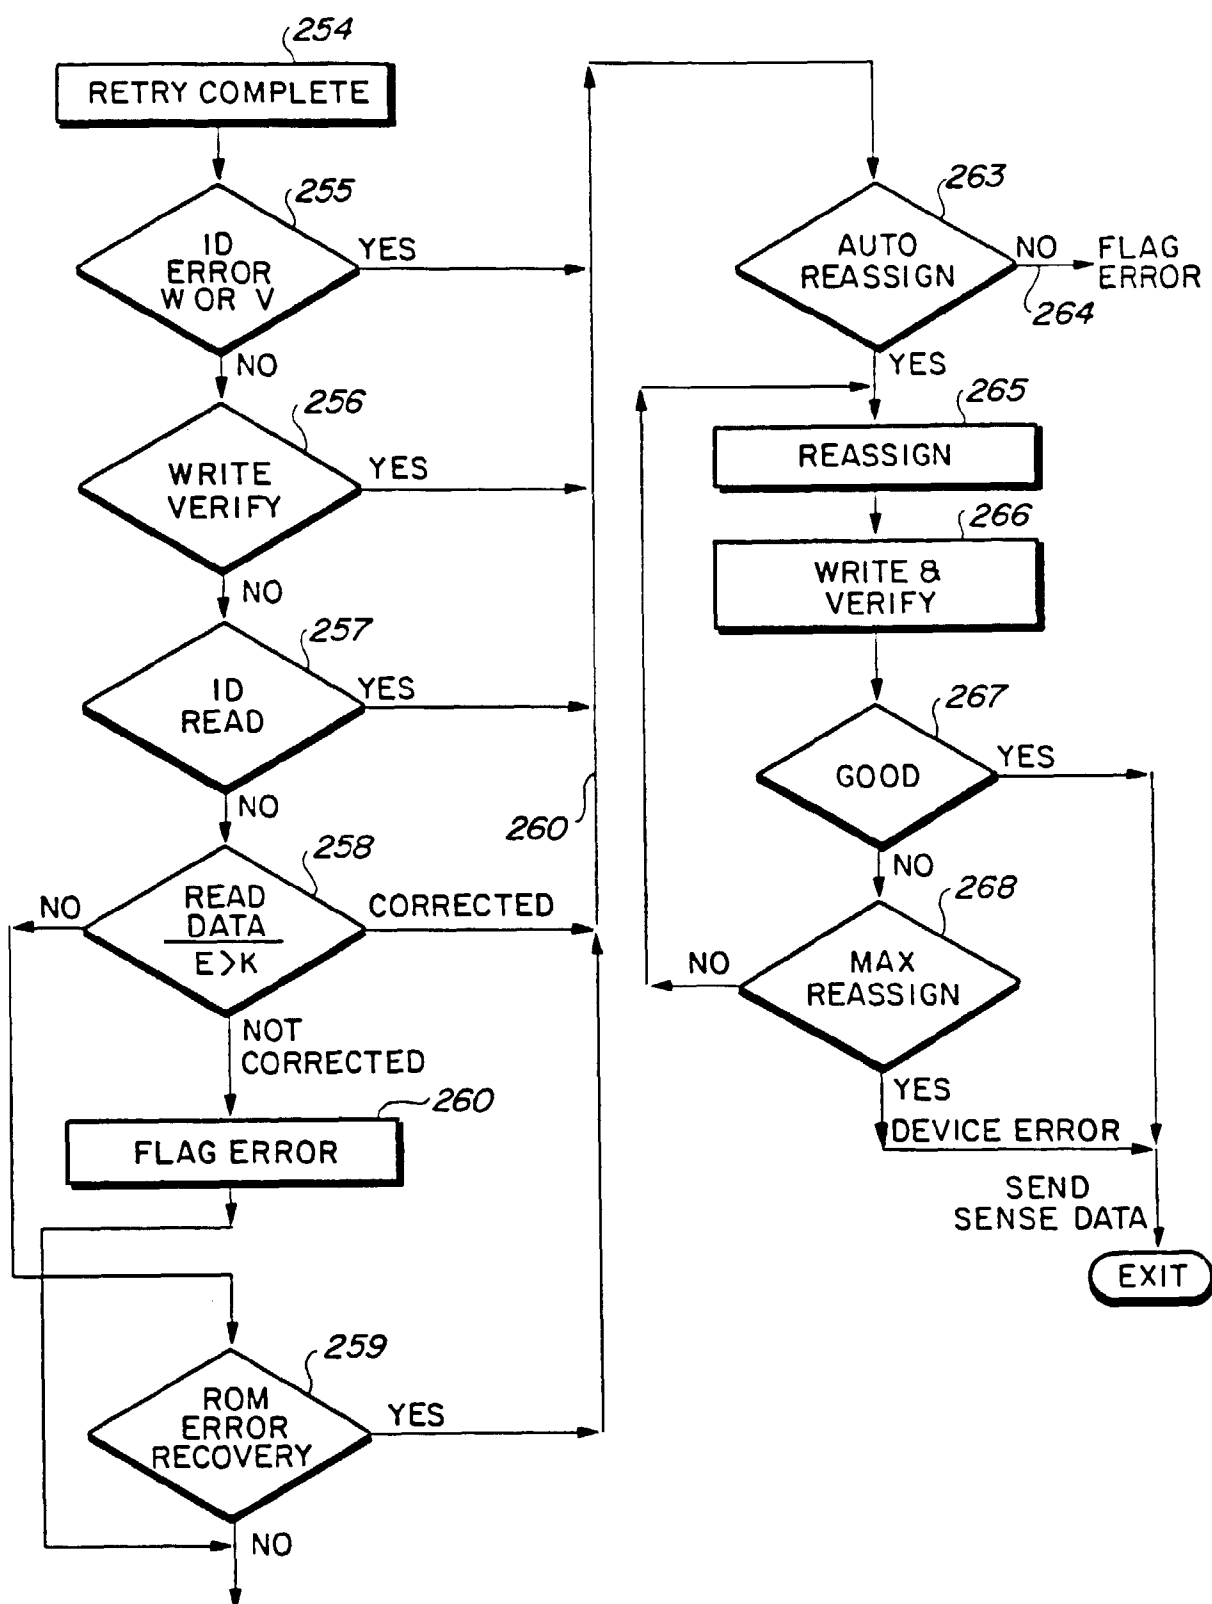 254
RETRY COMPLETE
255
ID
ERROR
W OR V
YES
NO
256
WRITE
VERIFY
YES
NO
257
ID
READ
YES
NO
258
READ
DATA
E>K
NO
CORRECTED
260
NOT
CORRECTED
260
FLAG ERROR
259
ROM
ERROR
RECOVERY
YES
NO
263
AUTO
REASSIGN
NO
FLAG
ERROR
264
YES
265
REASSIGN
266
WRITE &
VERIFY
267
GOOD
YES
NO
268
MAX
REASSIGN
NO
YES
DEVICE ERROR
SEND
SENSE DATA
EXIT